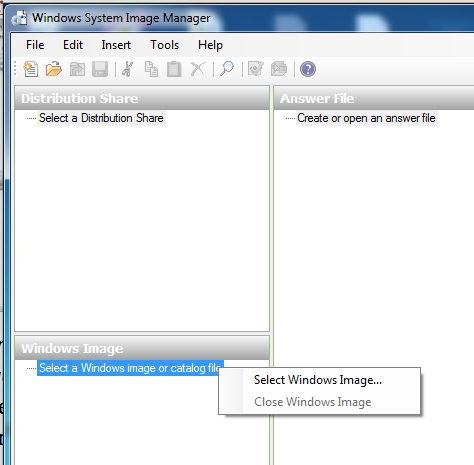 Windows System Image Manager
File Edit Insert Tools Help
Distribution Share
Select a Distribution Share
Answer File
Create or open an answer file
Windows Image
Select a Windows image or catalog file
Select Windows Image...
Close Windows Image